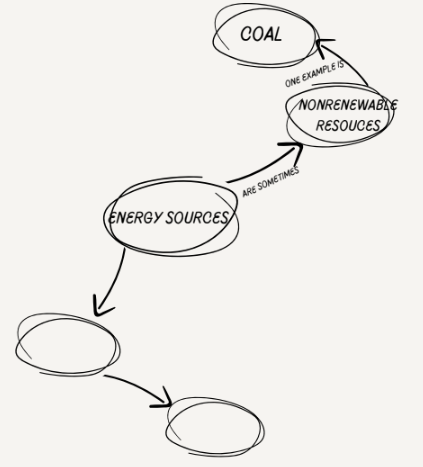 COAL
ONE EXAMPLE IS
NONRENEWABLE
RESOUCES
ARE SOMETIMES
ENERGY SOURCES